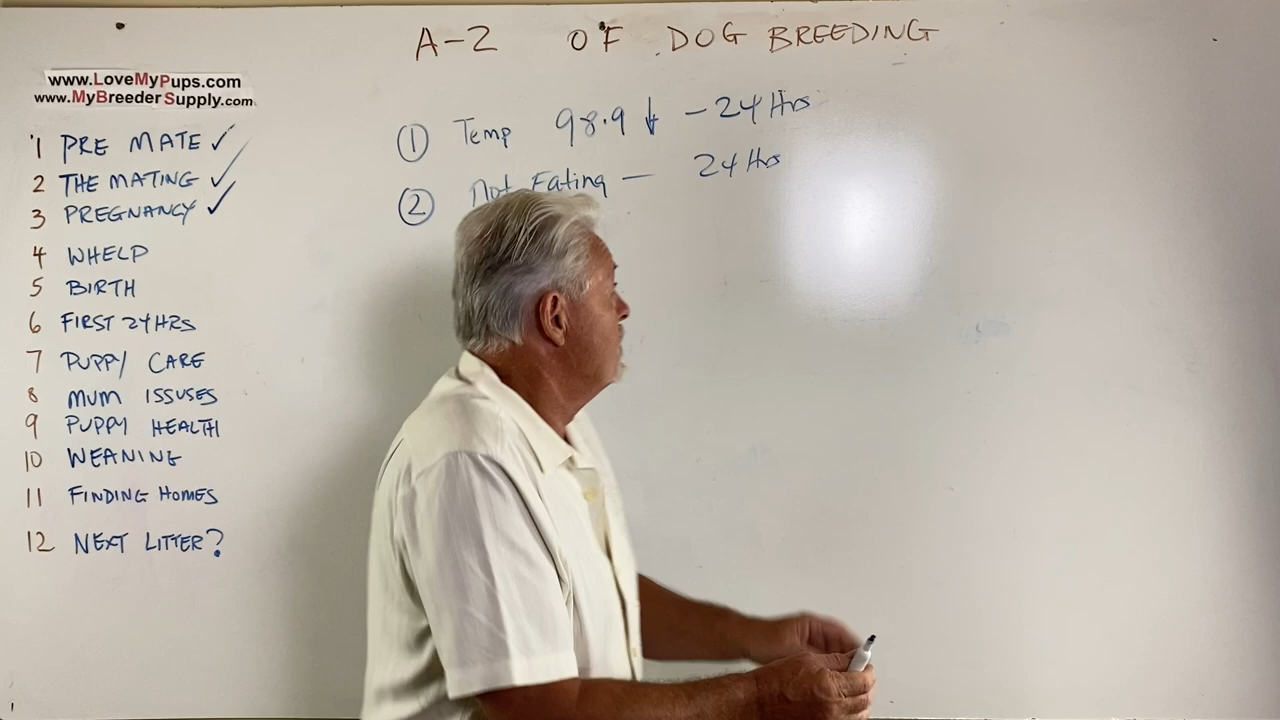 A-Z OF DOG BREEDING
www.LoveMyPups.com
www.MyBreederSupply.com
1 PRE MATE ✓
2 THE MATING ✓
3 PREGNANCY ✓
4 WHELP
5 BIRTH
6 FIRST 24HRS
7 PUPPY CARE
8 MUM ISSUSES
9 PUPPY HEALTH
10 WEANING
11 FINDING HOMES
12 NEXT LITTER?
① Temp 98.9 ↓ - 24 Hrs
② Not Eating — 24 Hrs